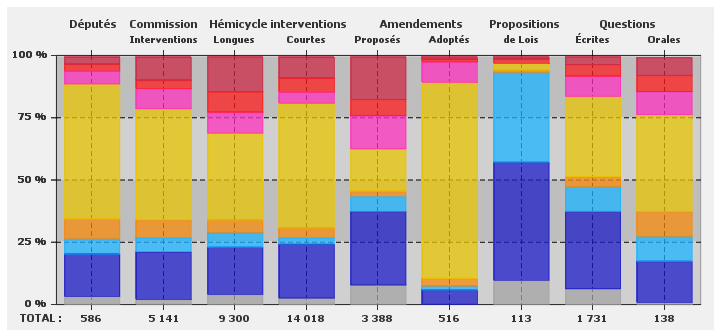 Députés Commission Hémicycle interventions Amendements Propositions Questions
Interventions Longues Courtes Proposés Adoptés de Lois Écrites Orales
100 %
75 %
50 %
25 %
0 %
TOTAL : 586 5 141 9 300 14 018 3 388 516 113 1 731 138